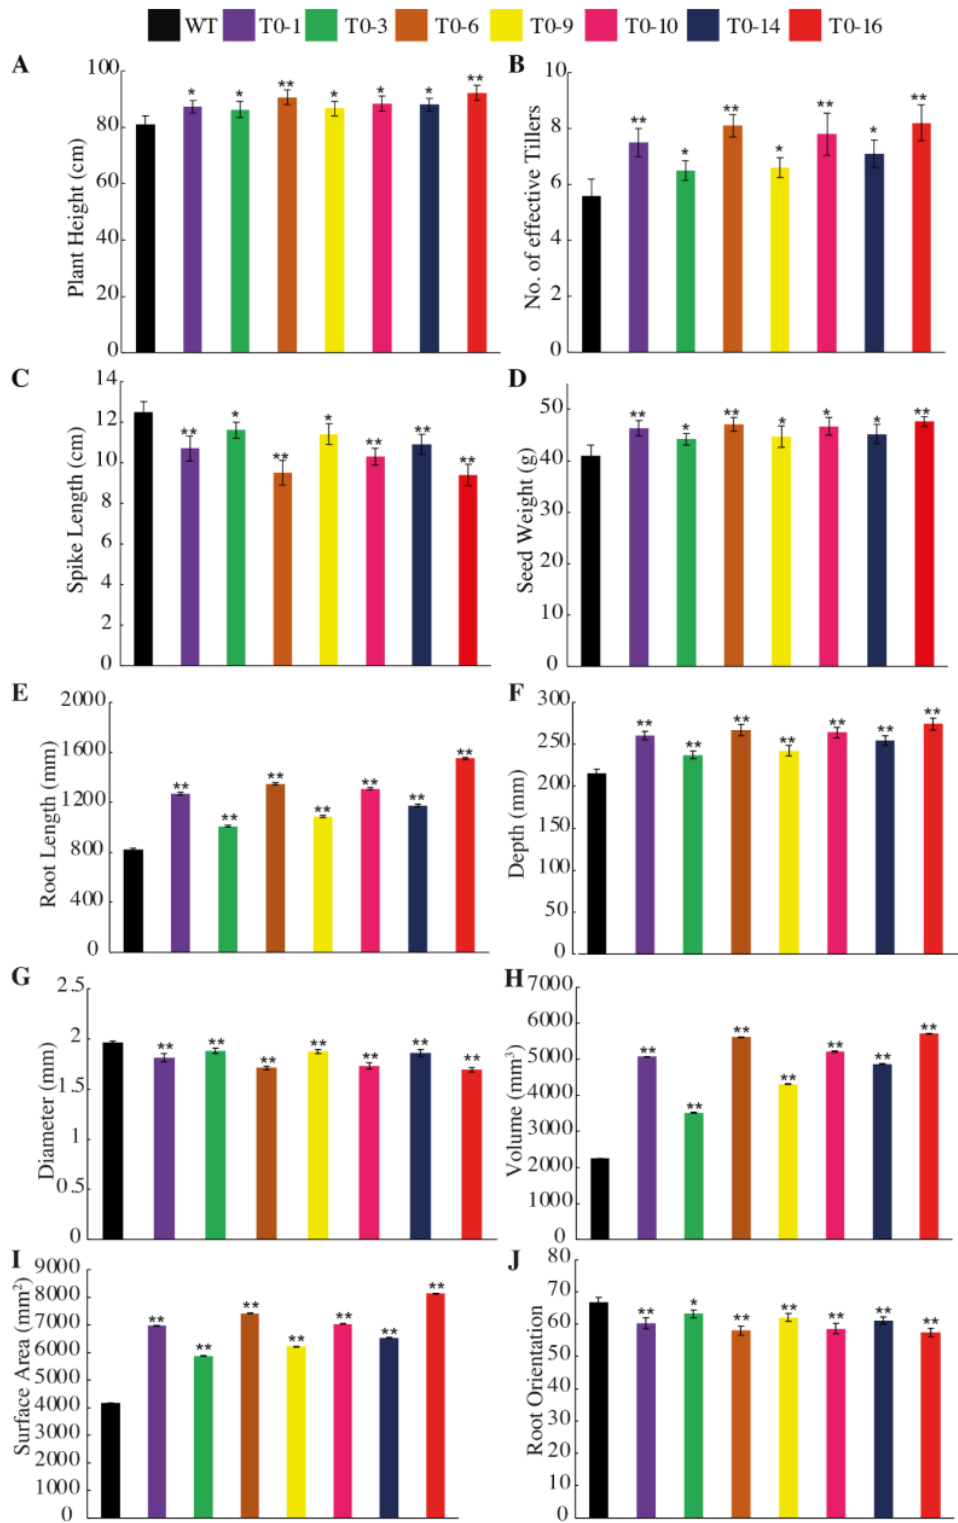 WT T0-1 T0-3 T0-6 T0-9 T0-10 T0-14 T0-16
A
Plant Height (cm)
100
80
60
40
20
0
* * ** * * * **
B
No. of effective Tillers
10
8
6
4
2
0
** * ** * ** * **
C
Spike Length (cm)
14
12
10
8
6
4
2
0
** * ** * ** ** **
D
Seed Weight (g)
50
40
30
20
10
0
** * ** * * * **
E
Root Length (mm)
2000
1600
1200
800
400
0
** ** ** ** ** ** **
F
Depth (mm)
300
250
200
150
100
50
0
** ** ** ** ** ** **
G
Diameter (mm)
2.5
2
1.5
1
0.5
0
** ** ** ** ** ** **
H
Volume (mm³)
7000
6000
5000
4000
3000
2000
1000
0
** ** ** ** ** ** **
I
Surface Area (mm²)
9000
8000
7000
6000
5000
4000
3000
2000
1000
0
** ** ** ** ** ** **
J
Root Orientation
80
70
60
50
40
30
20
10
0
** * ** ** ** ** **